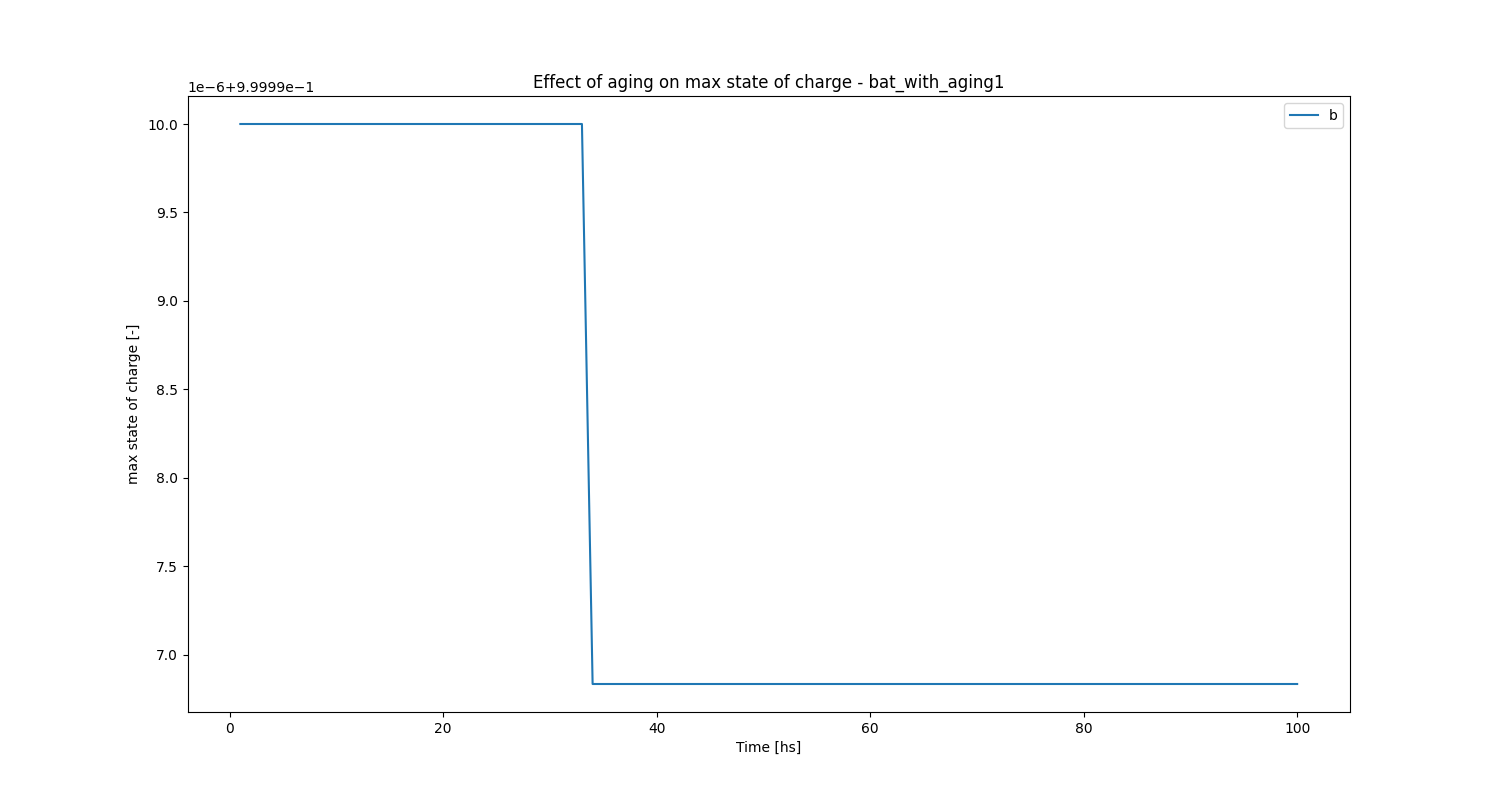 Effect of aging on max state of charge - bat_with_aging1
1e−6+9.9999e−1
b
10.0
9.5
9.0
8.5
8.0
7.5
7.0
max state of charge [-]
0 20 40 60 80 100
Time [hs]